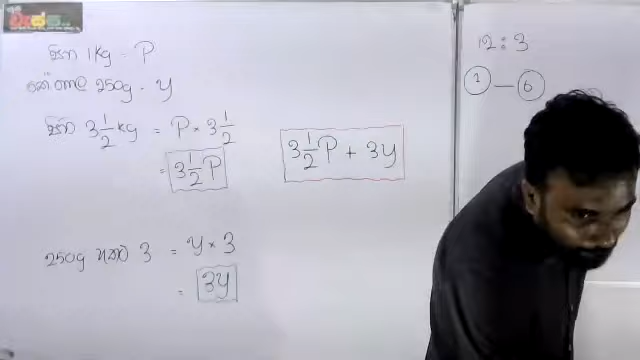 සීනි 1kg = P
තේ කොළ 250g - y
සීනි 3 1/2 kg = P × 3 1/2
= 3 1/2 P
250g පැකට් 3 = y × 3
= 3y
3 1/2 P + 3y
12 : 3
1 — 6